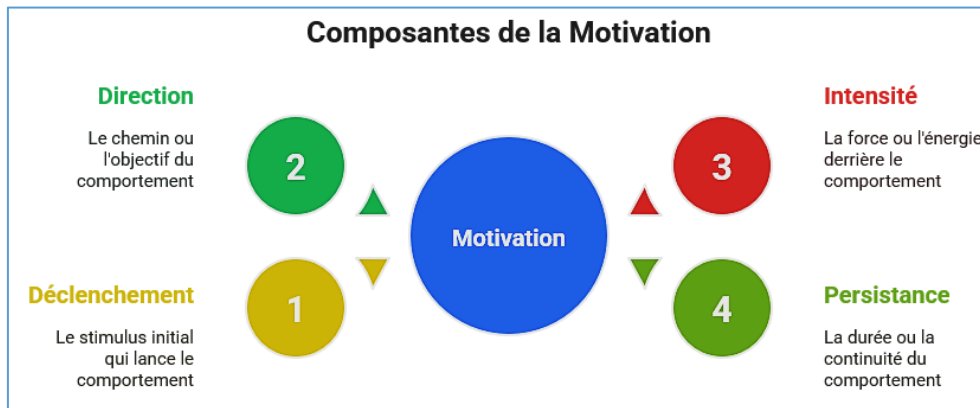 Composantes de la Motivation
Direction
Le chemin ou
l'objectif du
comportement
2
Intensité
La force ou l'énergie
derrière le
comportement
3
Motivation
Déclenchement
Le stimulus initial
qui lance le
comportement
1
Persistance
La durée ou la
continuité du
comportement
4